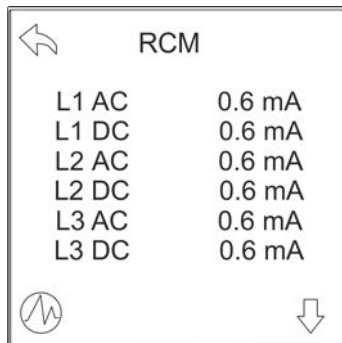 RCM
L1 AC 0.6 mA
L1 DC 0.6 mA
L2 AC 0.6 mA
L2 DC 0.6 mA
L3 AC 0.6 mA
L3 DC 0.6 mA